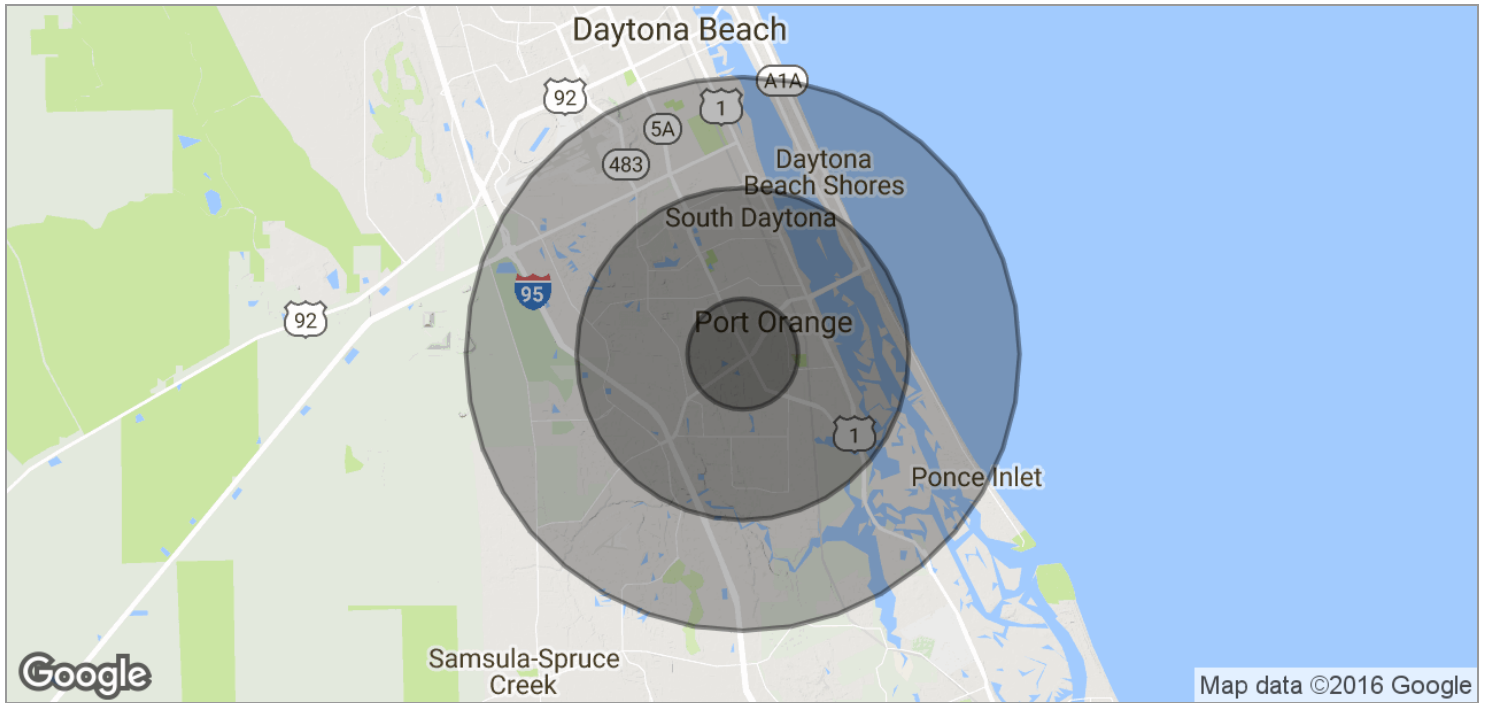 Daytona Beach
A1A
92
1
5A
483
Daytona
Beach Shores
South Daytona
95
92
Port Orange
1
Ponce Inlet
Samsula-Spruce
Creek
Google
Map data ©2016 Google